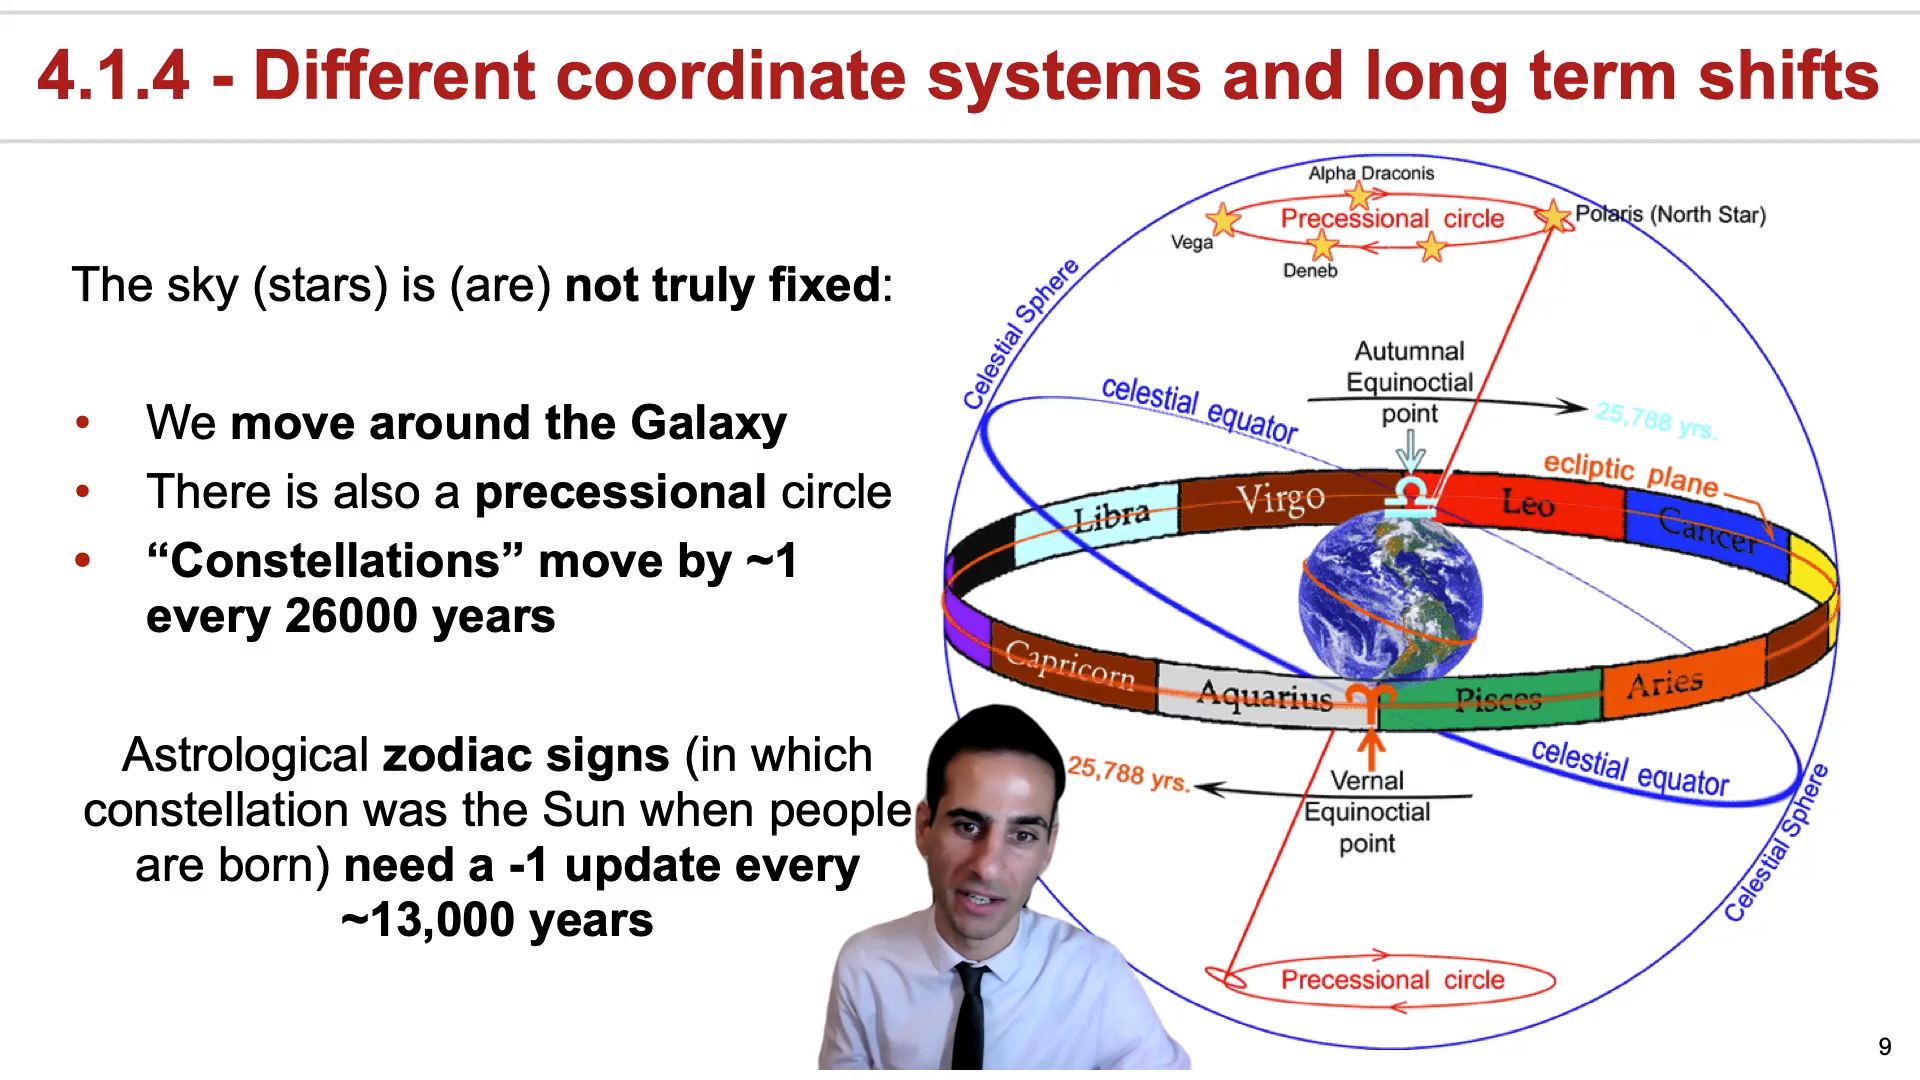 4.1.4 - Different coordinate systems and long term shifts
The sky (stars) is (are) not truly fixed:
• We move around the Galaxy
• There is also a precessional circle
• “Constellations” move by ~1
every 26000 years
Astrological zodiac signs (in which
constellation was the Sun when people
are born) need a -1 update every
~13,000 years
Alpha Draconis
Precessional circle
Polaris (North Star)
Vega
Deneb
Celestial Sphere
Autumnal
Equinoctial
point
celestial equator
25,788 yrs.
ecliptic plane
Libra
Virgo
Leo
Cancer
Capricorn
Aquarius
Pisces
Aries
25,788 yrs.
Vernal
Equinoctial
point
celestial equator
Celestial Sphere
Precessional circle
9